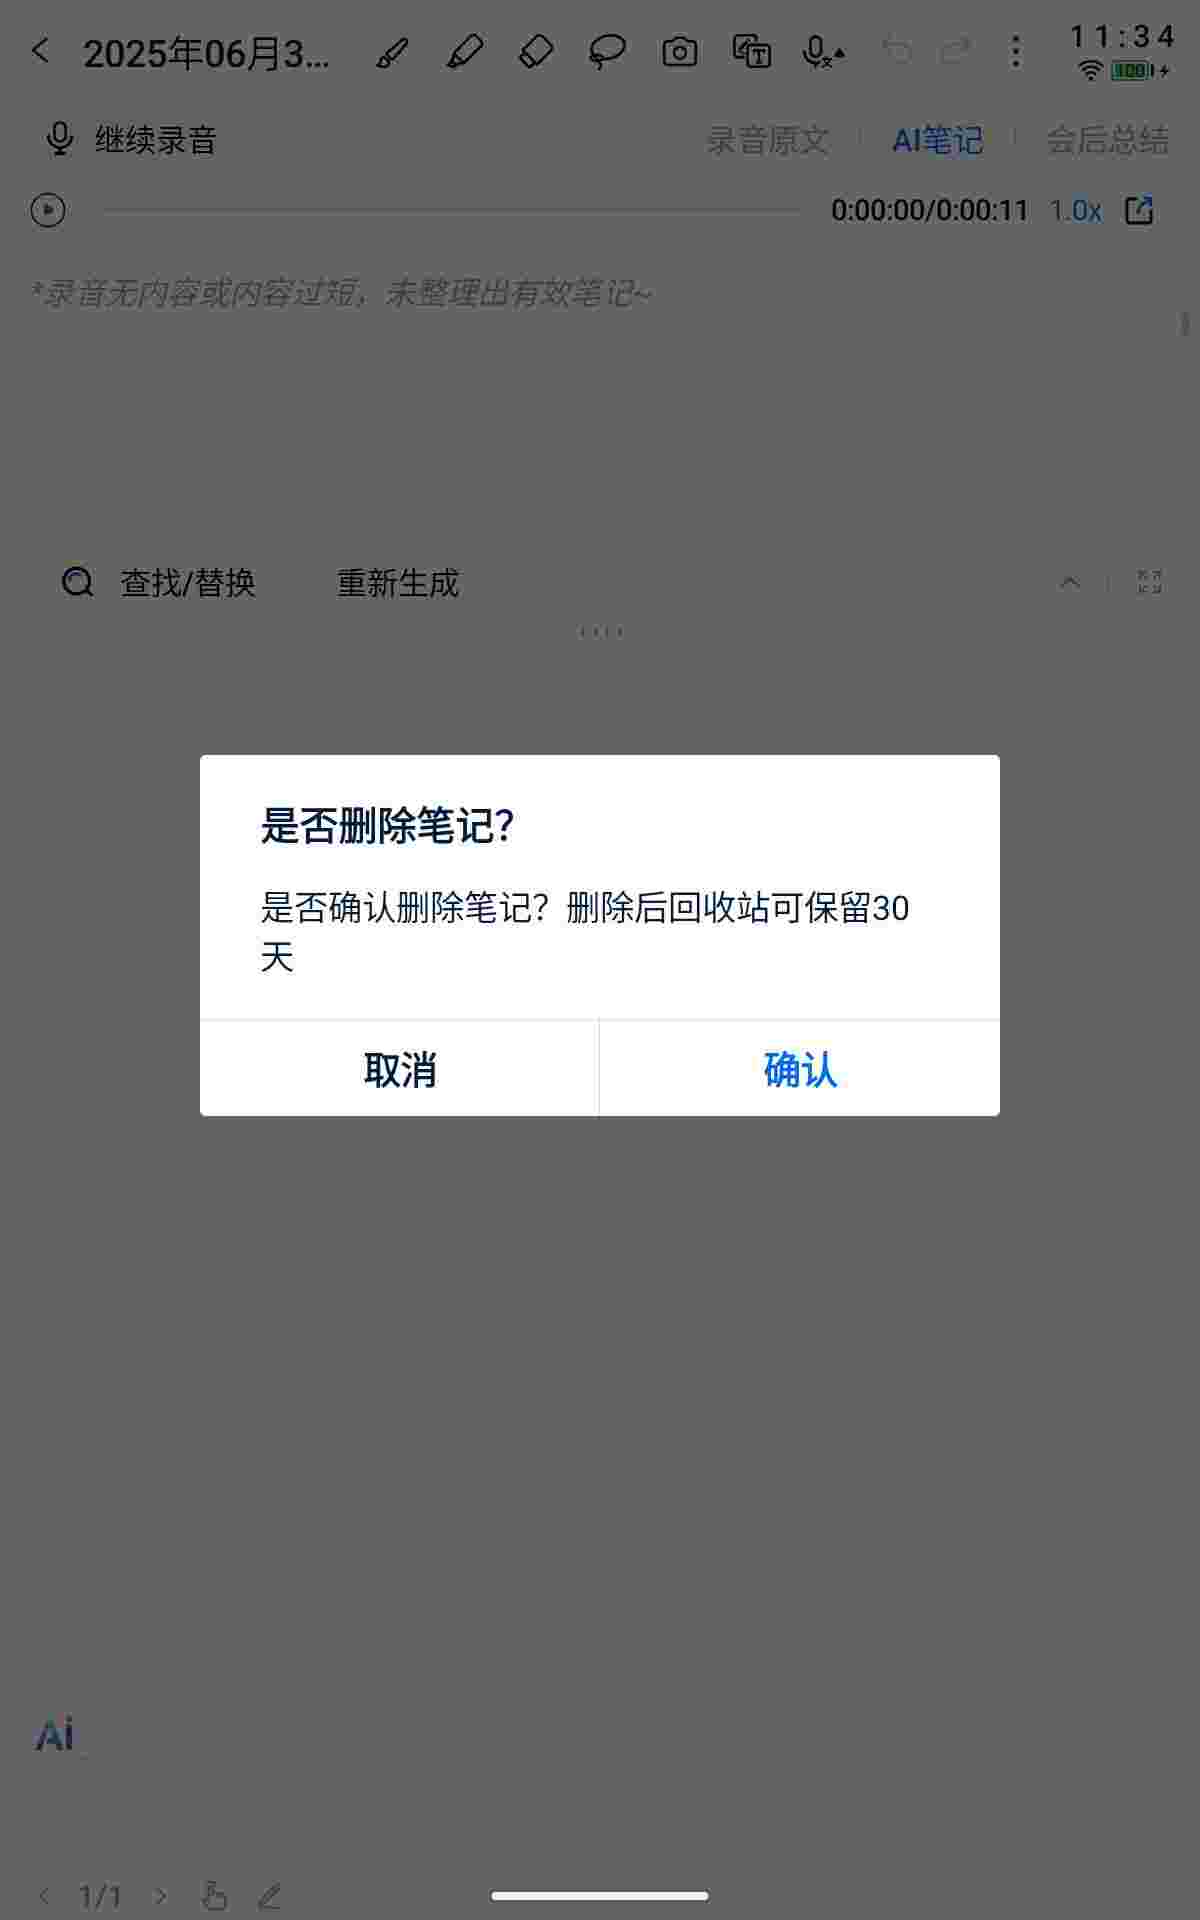 2025年06月3...
11:34
100
继续录音
录音原文
AI笔记
会后总结
0:00:00/0:00:11
1.0x
*录音无内容或内容过短，未整理出有效笔记~
查找/替换
重新生成
是否删除笔记？
是否确认删除笔记？删除后回收站可保留30
天
取消
确认
Ai
1/1